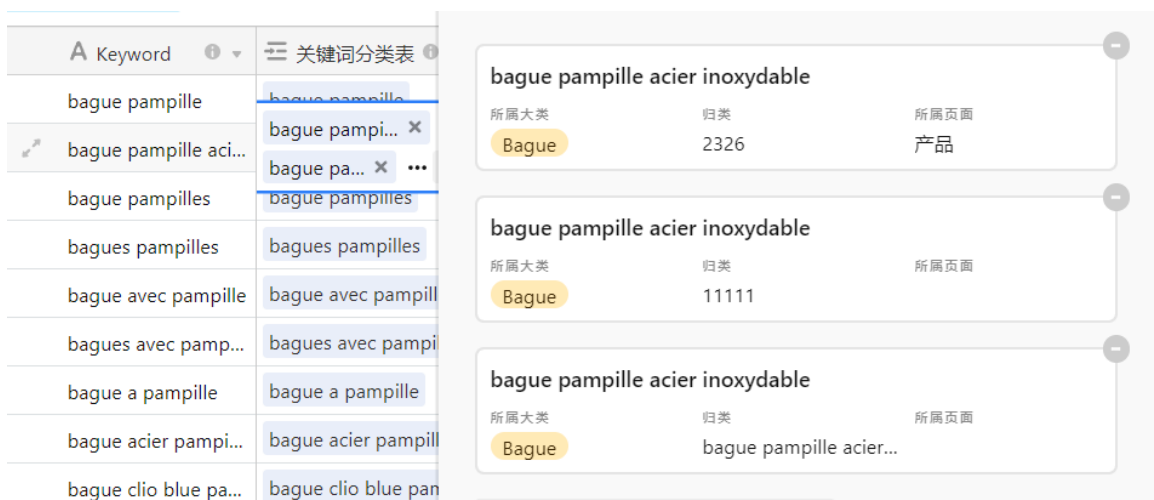 Keyword
关键词分类表
bague pampille
bague pampille
bague pampille aci...
bague pampi...
bague pa...
bague pampilles
bague pampilles
bagues pampilles
bagues pampilles
bague avec pampille
bague avec pampill
bagues avec pamp...
bagues avec pampi
bague a pampille
bague a pampille
bague acier pampi...
bague acier pampill
bague clio blue pa...
bague clio blue pam
bague pampille acier inoxydable
所属大类 归类 所属页面
Bague 2326 产品
bague pampille acier inoxydable
所属大类 归类 所属页面
Bague 11111
bague pampille acier inoxydable
所属大类 归类 所属页面
Bague bague pampille acier...